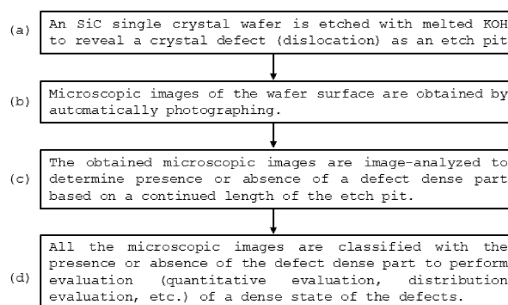 (a) An SiC single crystal wafer is etched with melted KOH
to reveal a crystal defect (dislocation) as an etch pit
(b) Microscopic images of the wafer surface are obtained by
automatically photographing.
(c) The obtained microscopic images are image-analyzed to
determine presence or absence of a defect dense part
based on a continued length of the etch pit.
(d) All the microscopic images are classified with the
presence or absence of the defect dense part to perform
evaluation (quantitative evaluation, distribution
evaluation, etc.) of a dense state of the defects.